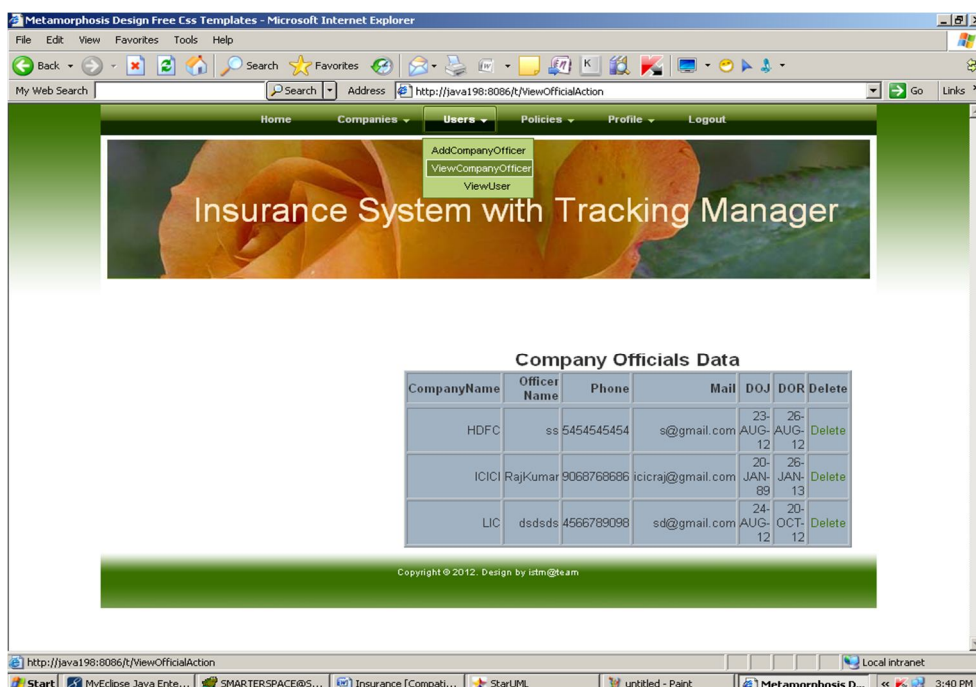 Metamorphosis Design Free Css Templates - Microsoft Internet Explorer
File Edit View Favorites Tools Help
Back Search Favorites
My Web Search Search Address http://java198:8086/t/ViewOfficialAction Go Links
Home Companies Users Policies Profile Logout
AddCompanyOfficer
ViewCompanyOfficer
ViewUser
Insurance System with Tracking Manager
Company Officials Data
CompanyName Officer Name Phone Mail DOJ DOR Delete
HDFC ss 5454545454 s@gmail.com 23-AUG-12 26-AUG-12 Delete
ICICI RajKumar 9068768686 icicraj@gmail.com 20-JAN-89 26-JAN-13 Delete
LIC dsdsds 4566789098 sd@gmail.com 24-AUG-12 20-OCT-12 Delete
Copyright © 2012. Design by istm@team
http://java198:8086/t/ViewOfficialAction Local intranet
Start MyEclipse Java Ente... SMARTERSPACE@S... Insurance [Compati... StarUML untitled - Paint Metamorphosis D... 3:40 PM